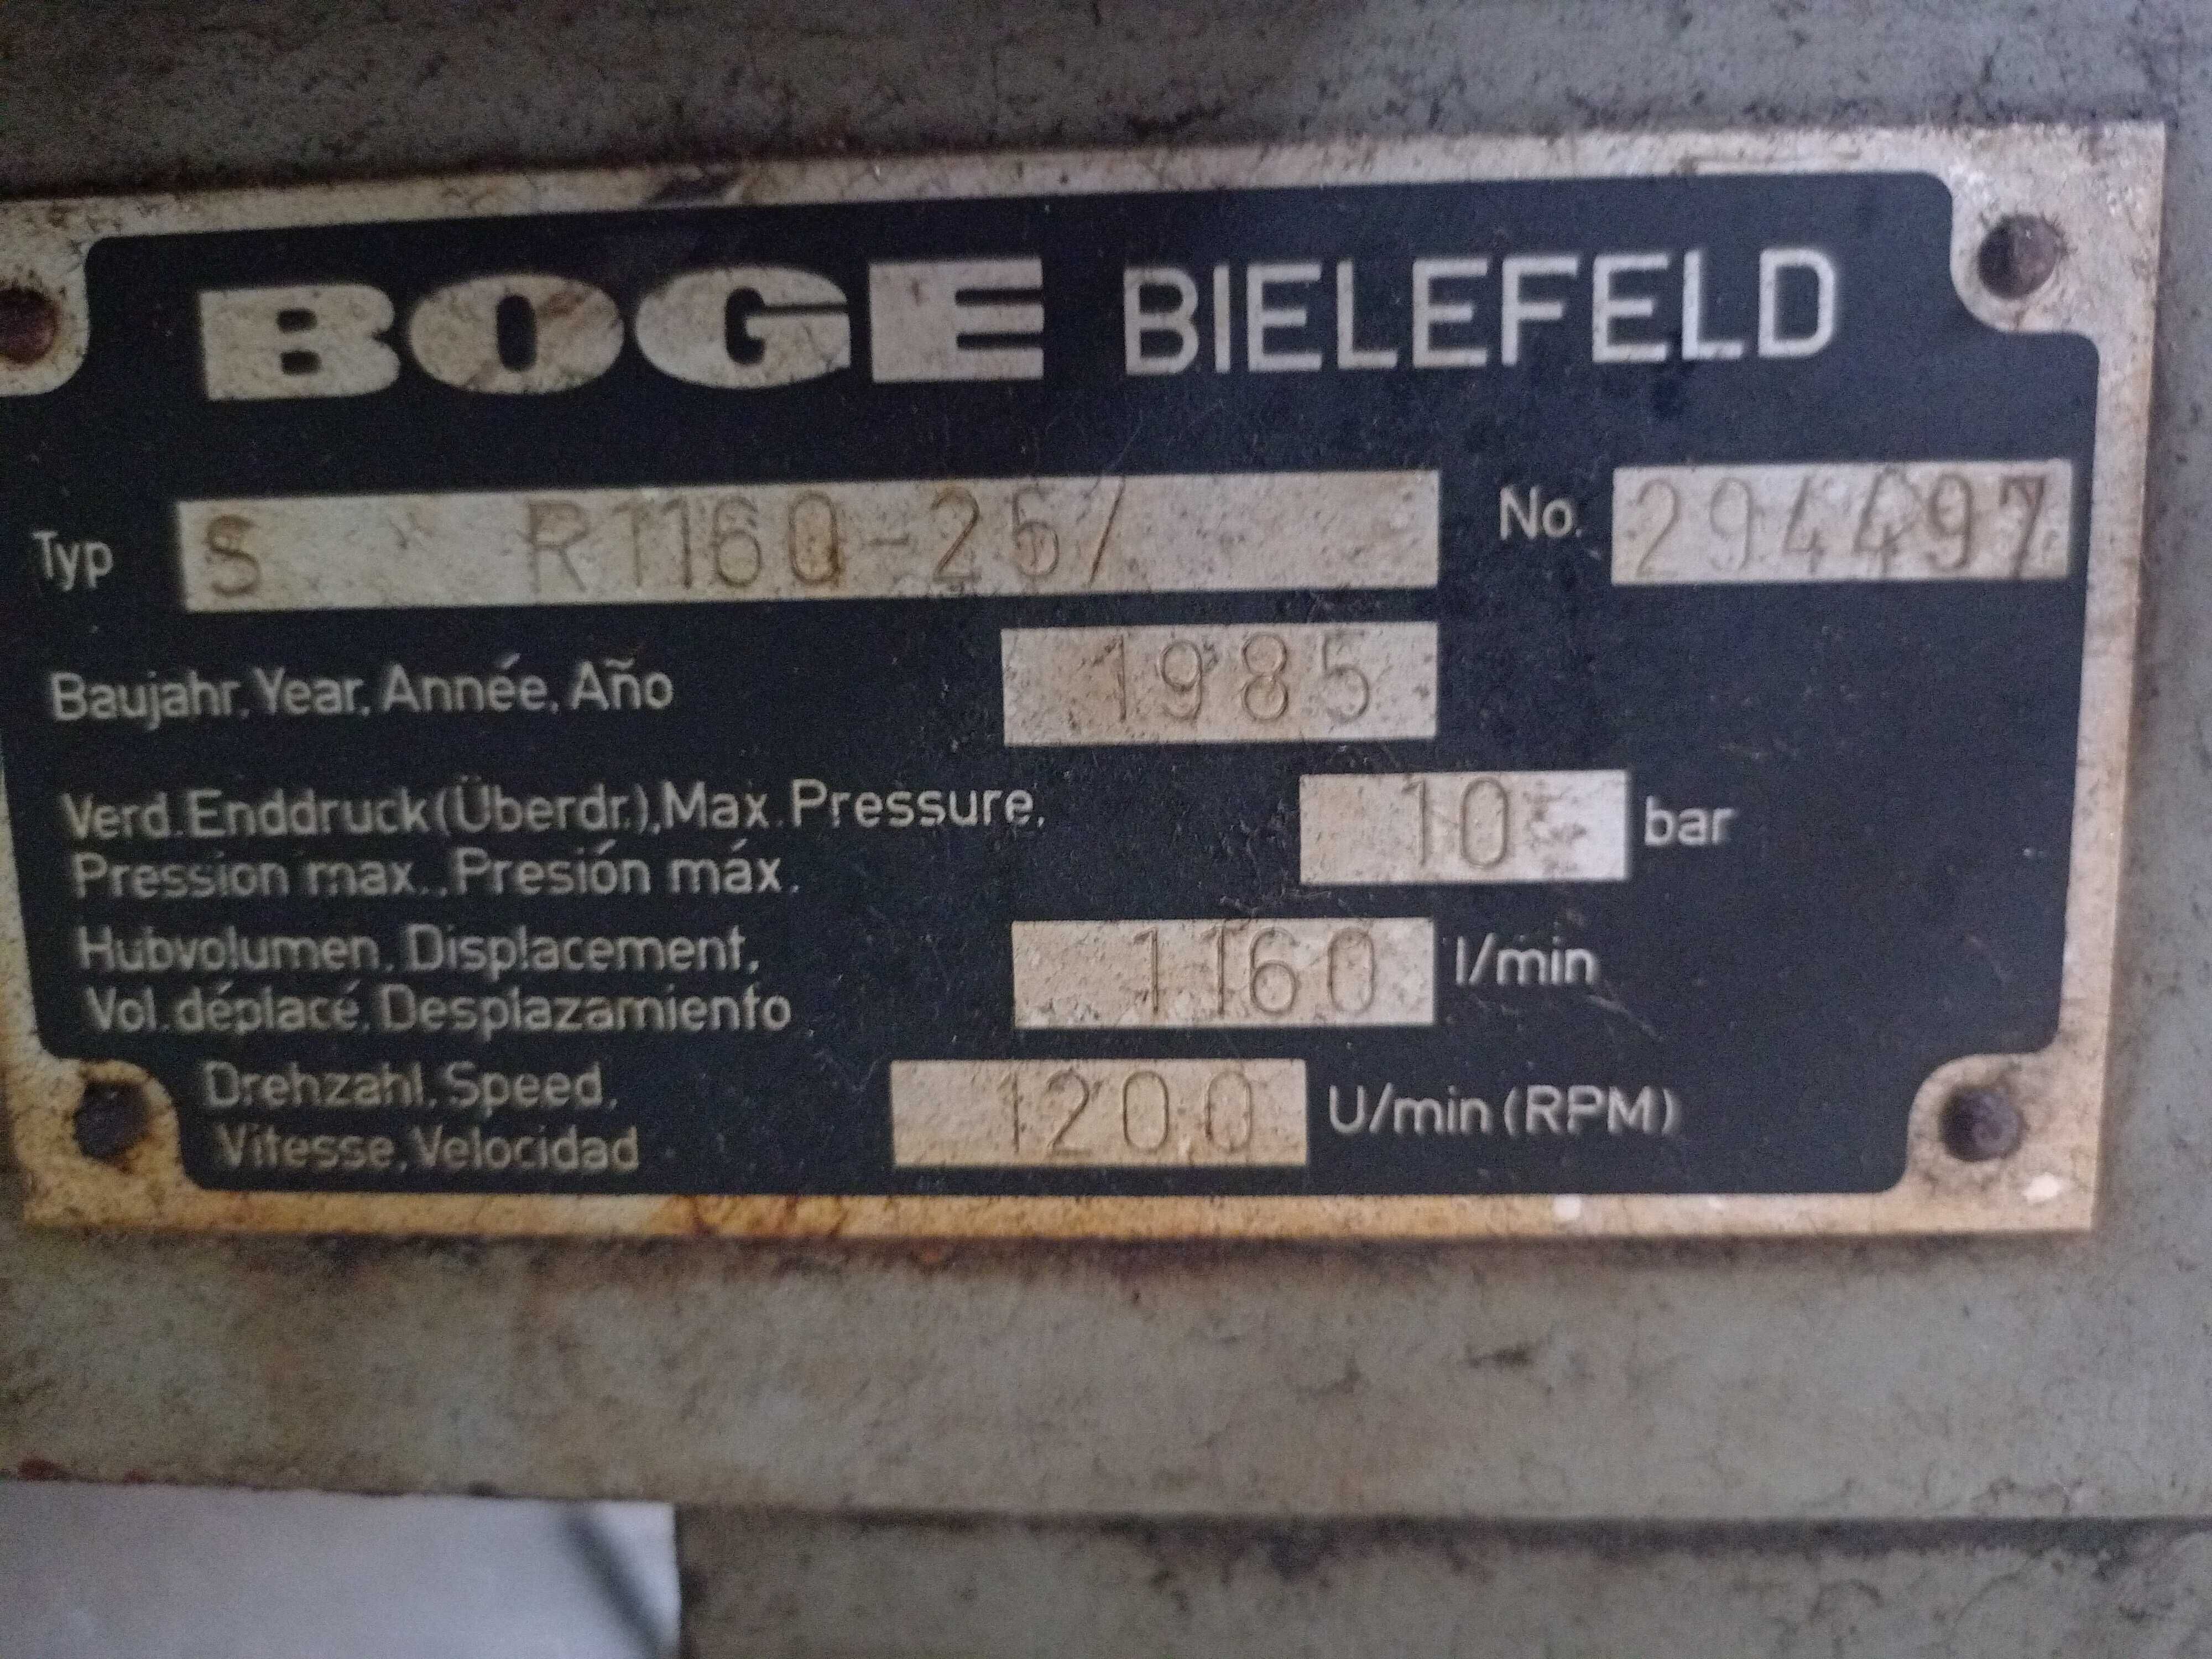 BOGE BIELEFELD
Typ S R1160-25/ No. 294497
Baujahr, Year, Année, Año 1985
Verd.Enddruck(Überdr.),Max.Pressure, 10 bar
Pression max., Presión máx.
Hubvolumen, Displacement, 1160 l/min
Vol.déplacé, Desplazamiento
Drehzahl, Speed, 1200 U/min (RPM)
Vitesse, Velocidad